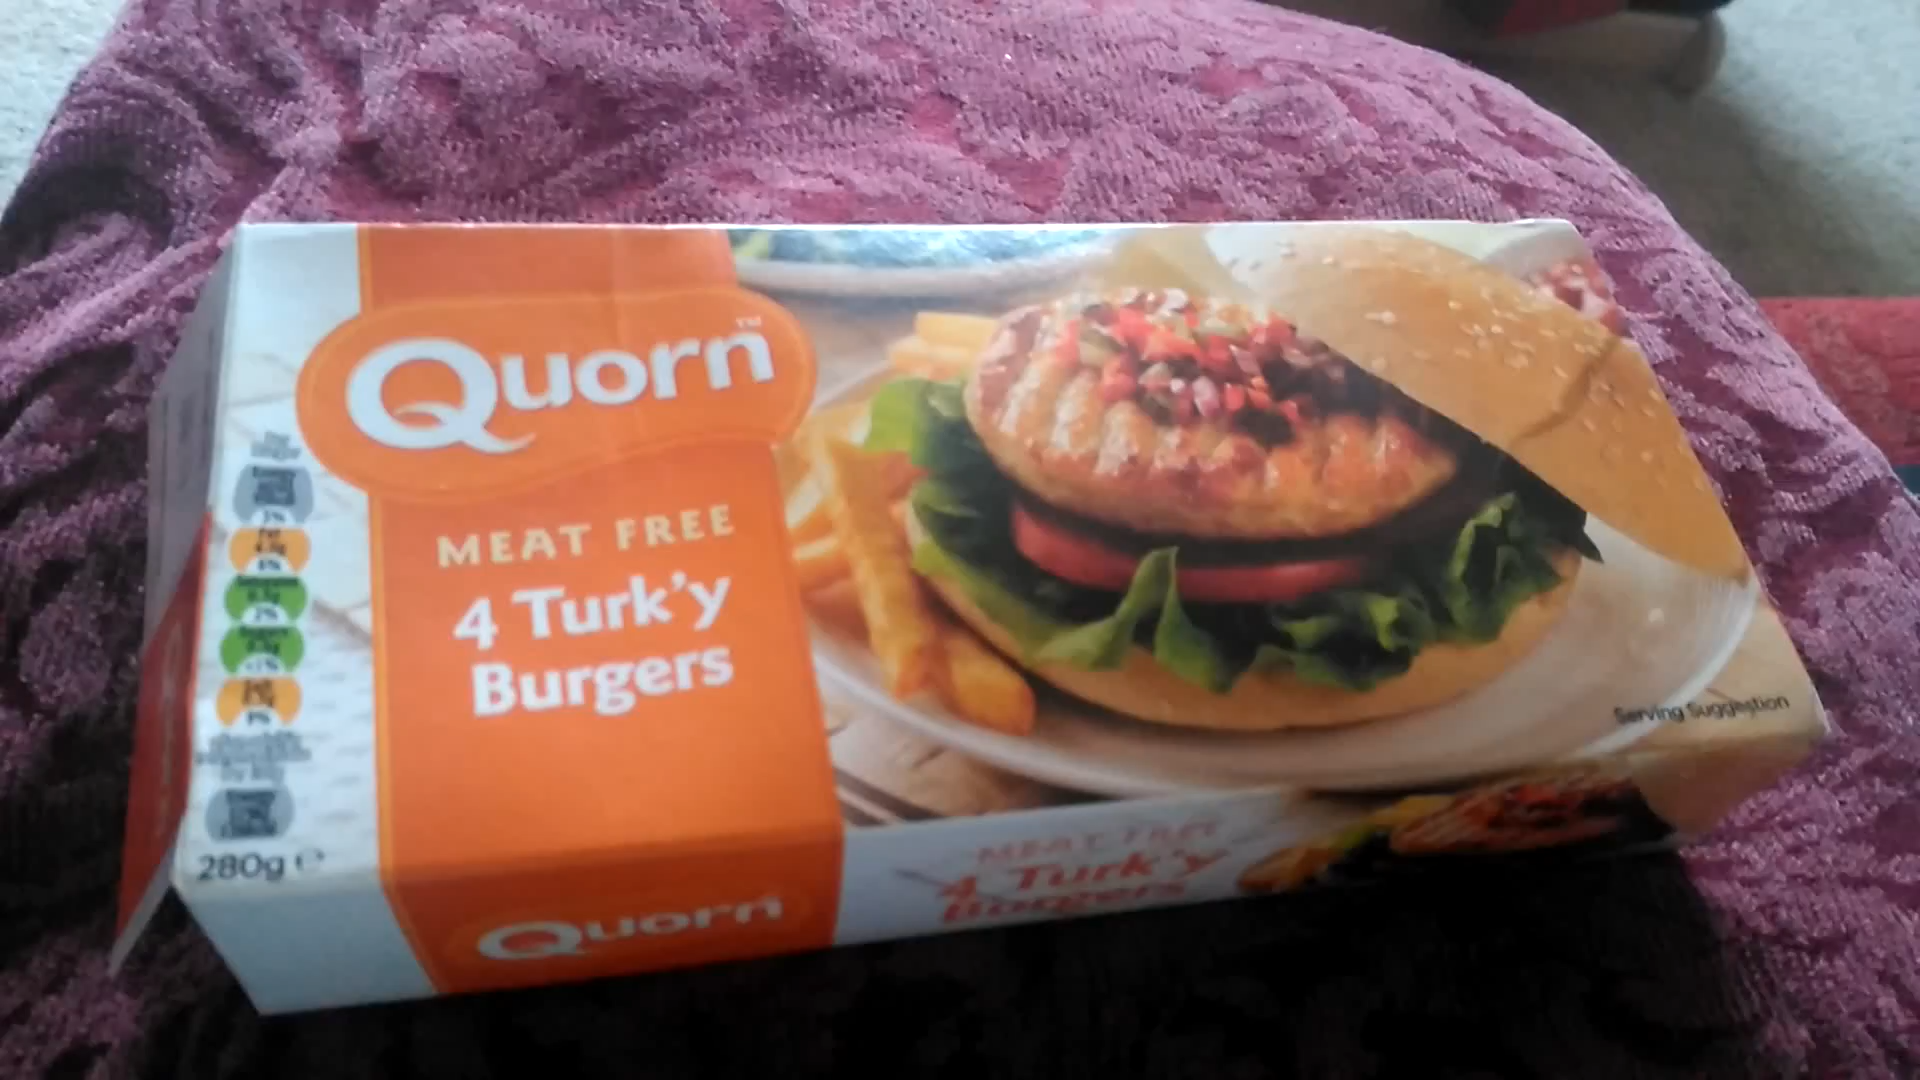 Quorn™
MEAT FREE
4 Turk'y
Burgers
Serving Suggestion
280g ℮
Quorn
MEAT FREE
4 Turk'y
Burgers